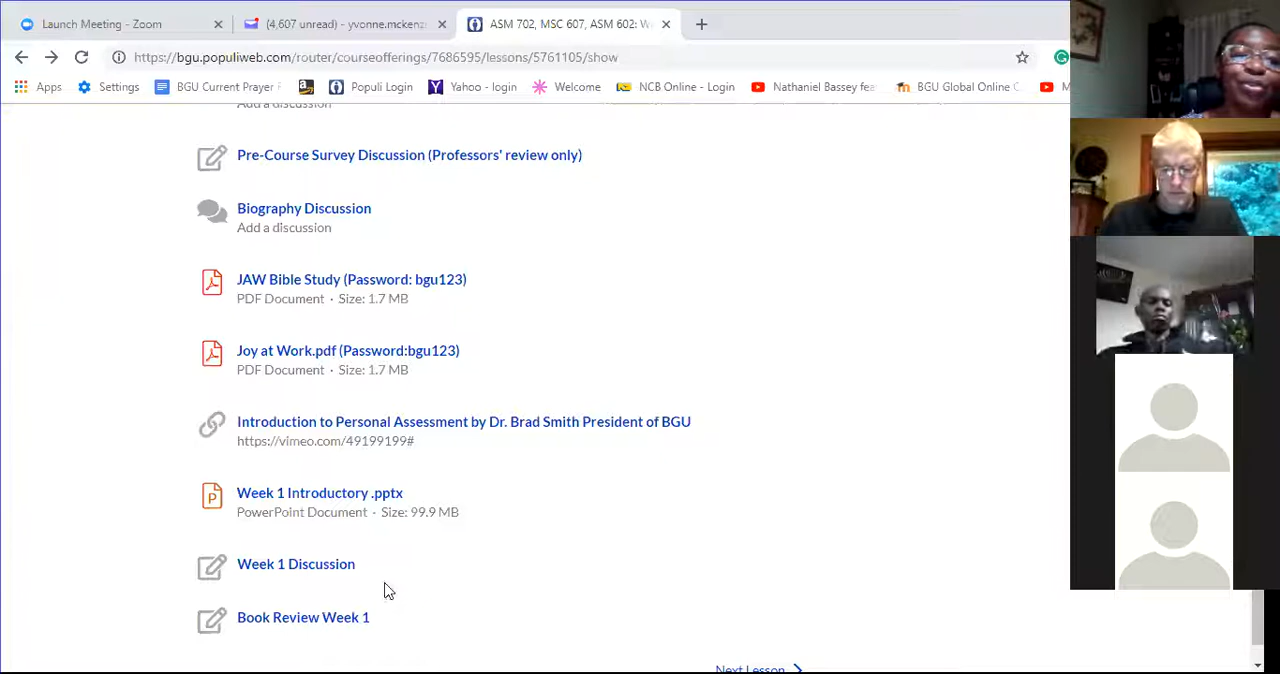 Launch Meeting - Zoom
(4,607 unread) - yvonne.mckenz
ASM 702, MSC 607, ASM 602: W
https://bgu.populiweb.com/router/courseofferings/7686595/lessons/5761105/show
Apps
Settings
BGU Current Prayer
Populi Login
Yahoo - login
Welcome
NCB Online - Login
Nathaniel Bassey fea
BGU Global Online C
M
Add a discussion
Pre-Course Survey Discussion (Professors' review only)
Biography Discussion
Add a discussion
JAW Bible Study (Password: bgu123)
PDF Document · Size: 1.7 MB
Joy at Work.pdf (Password:bgu123)
PDF Document · Size: 1.7 MB
Introduction to Personal Assessment by Dr. Brad Smith President of BGU
https://vimeo.com/49199199#
P
Week 1 Introductory .pptx
PowerPoint Document · Size: 99.9 MB
Week 1 Discussion
Book Review Week 1
Next Lesson